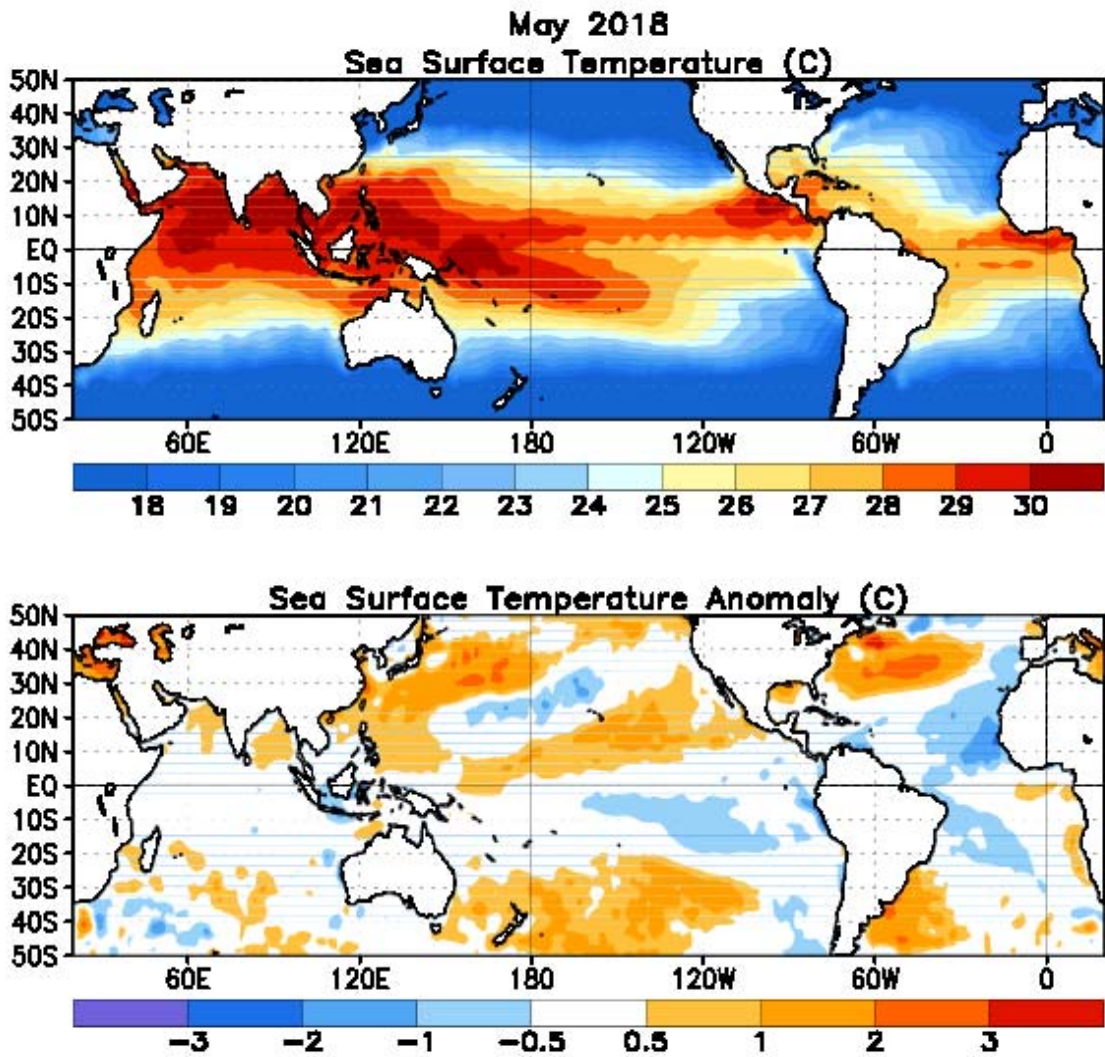 May 2018
Sea Surface Temperature (C)
50N
40N
30N
20N
10N
EQ
10S
20S
30S
40S
50S
60E 120E 180 120W 60W 0
18 19 20 21 22 23 24 25 26 27 28 29 30
Sea Surface Temperature Anomaly (C)
50N
40N
30N
20N
10N
EQ
10S
20S
30S
40S
50S
60E 120E 180 120W 60W 0
-3 -2 -1 -0.5 0.5 1 2 3